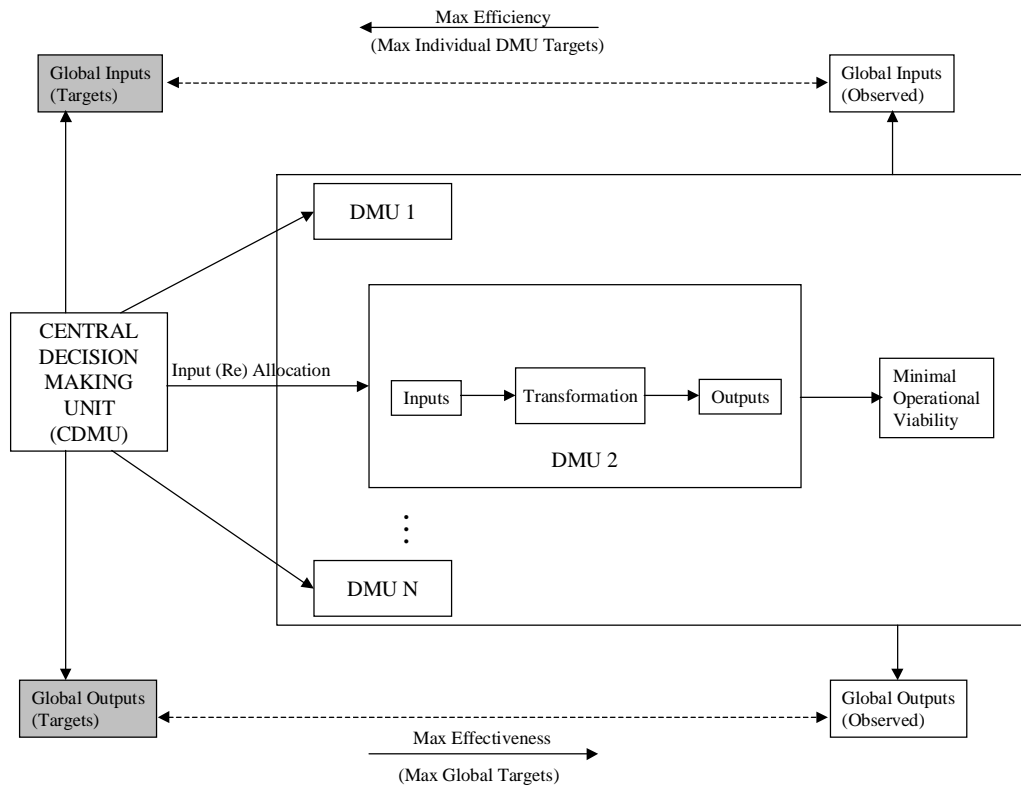 Max Efficiency
(Max Individual DMU Targets)
Global Inputs
(Targets)
Global Inputs
(Observed)
DMU 1
CENTRAL
DECISION
MAKING
UNIT
(CDMU)
Input (Re) Allocation
Inputs
Transformation
Outputs
DMU 2
Minimal
Operational
Viability
DMU N
Global Outputs
(Targets)
Global Outputs
(Observed)
Max Effectiveness
(Max Global Targets)